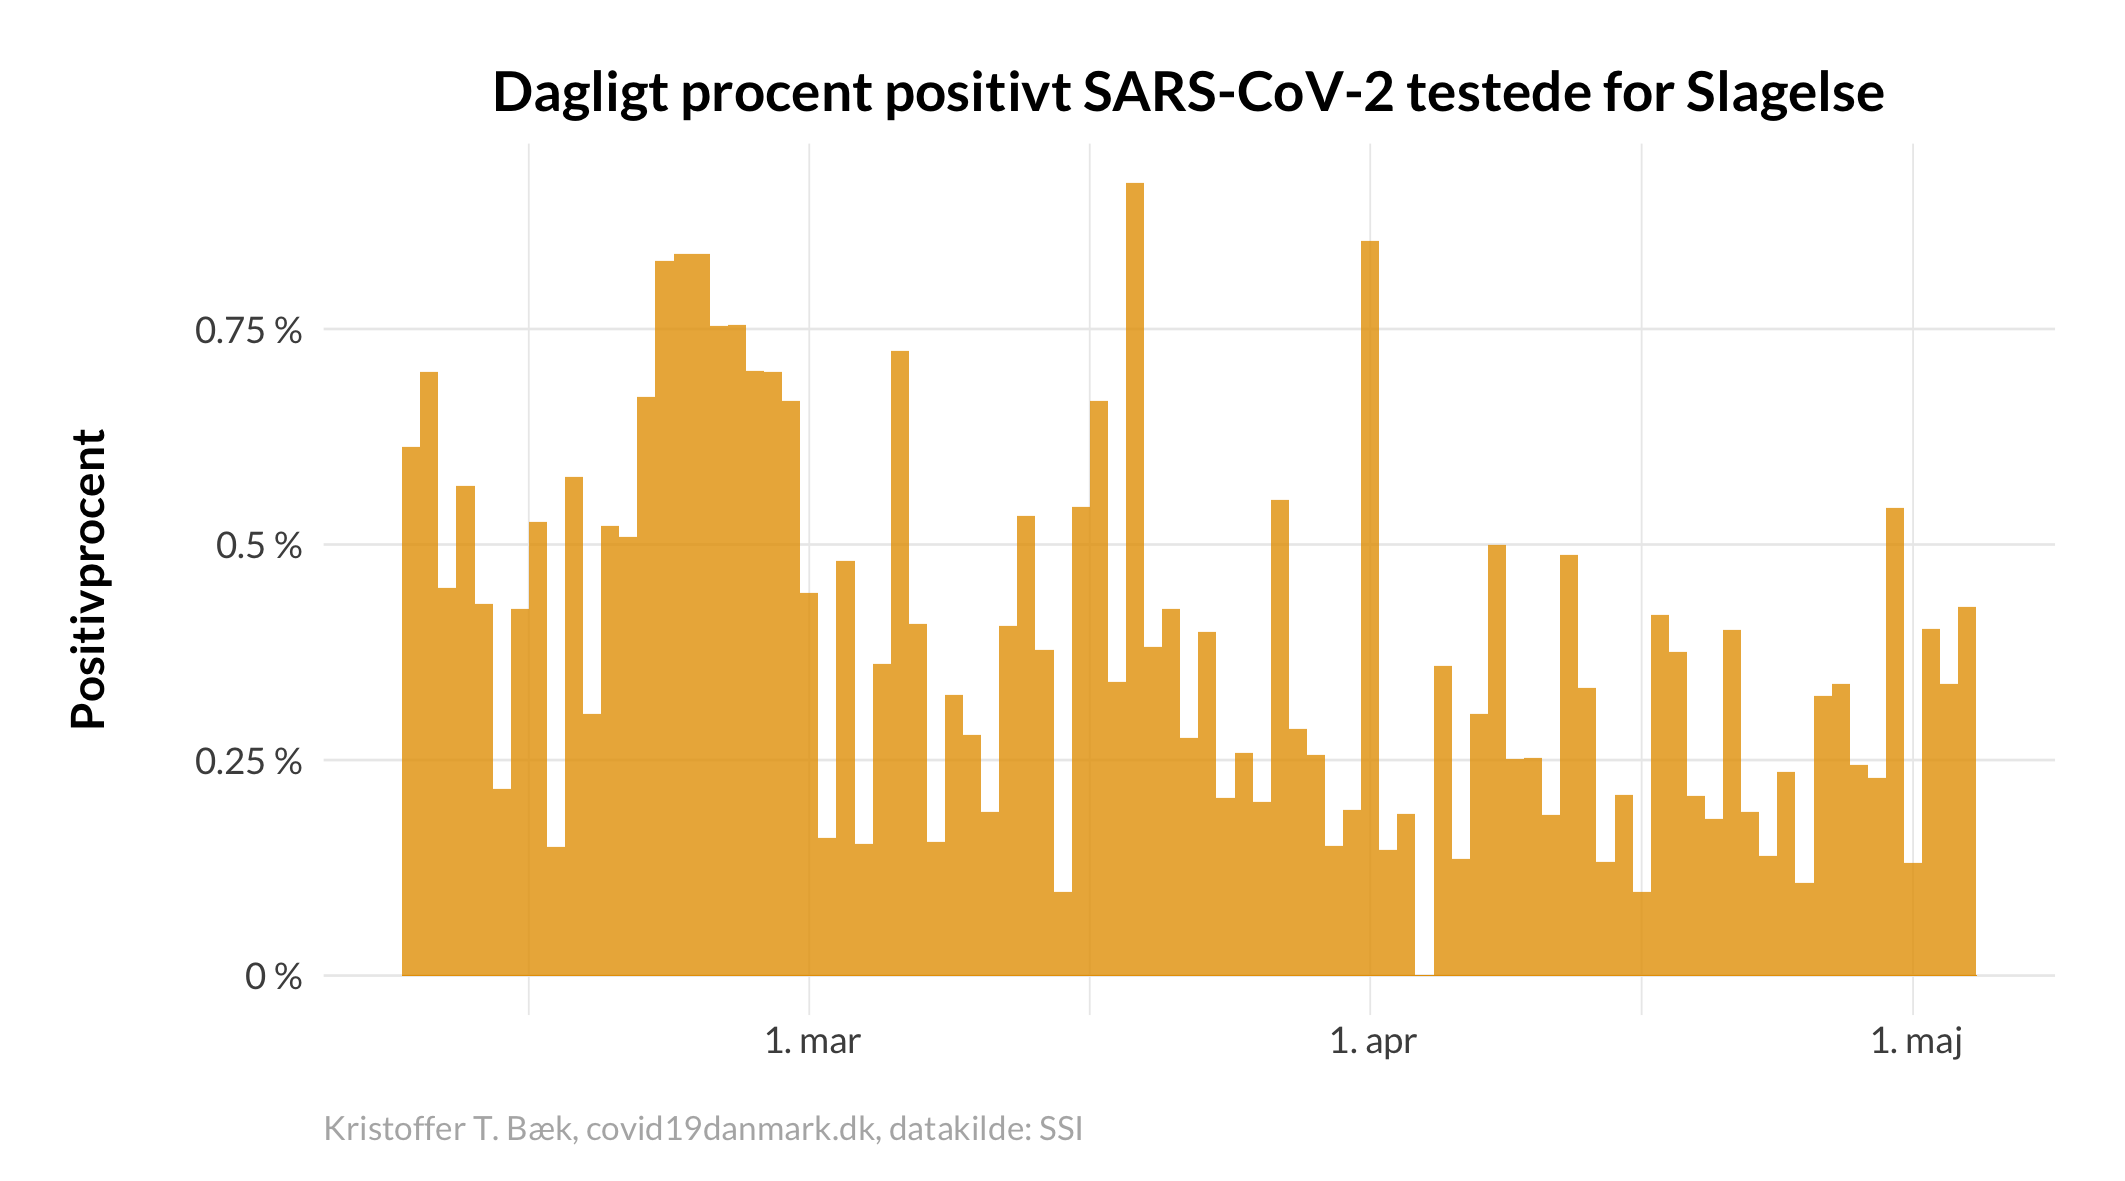 Dagligt procent positivt SARS-CoV-2 testede for Slagelse
Positivprocent
0.75 %
0.5 %
0.25 %
0 %
1. mar
1. apr
1. maj
Kristoffer T. Bæk, covid19danmark.dk, datakilde: SSI